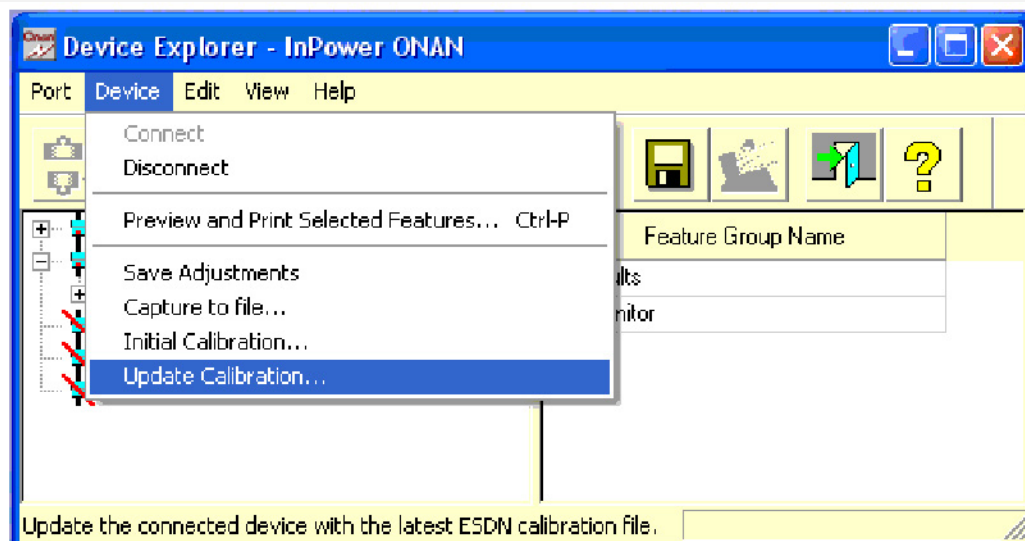 Onan
Device Explorer - InPower ONAN
Port Device Edit View Help
Connect
Disconnect
Preview and Print Selected Features... Ctrl-P
Save Adjustments
Capture to file...
Initial Calibration...
Update Calibration...
Feature Group Name
ults
nitor
Update the connected device with the latest ESDN calibration file.